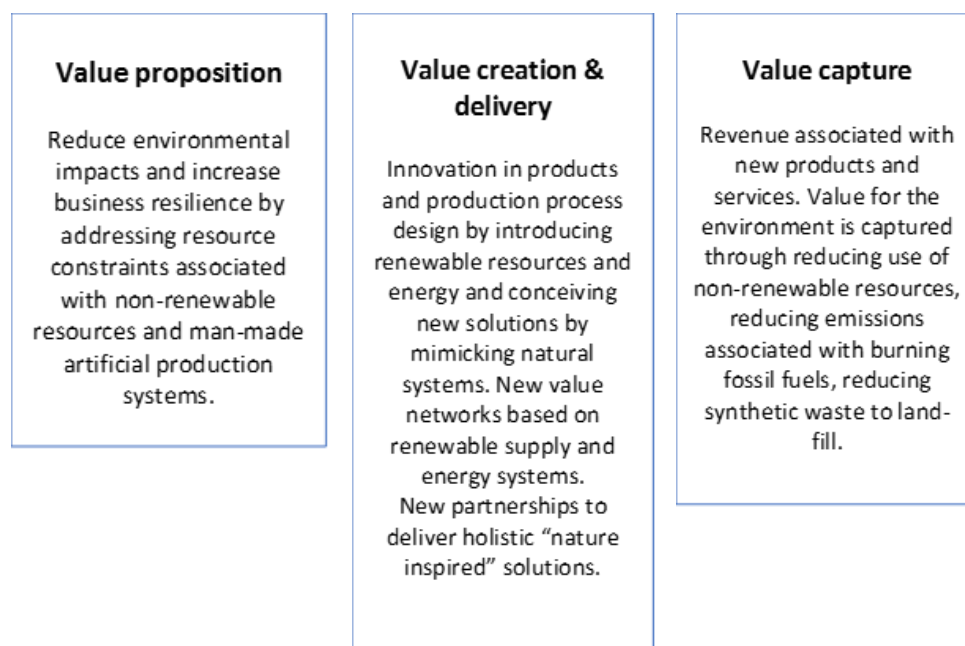 Value proposition
Reduce environmental
impacts and increase
business resilience by
addressing resource
constraints associated
with non-renewable
resources and man-made
artificial production
systems.
Value creation &
delivery
Innovation in products
and production process
design by introducing
renewable resources and
energy and conceiving
new solutions by
mimicking natural
systems. New value
networks based on
renewable supply and
energy systems.
New partnerships to
deliver holistic “nature
inspired” solutions.
Value capture
Revenue associated with
new products and
services. Value for the
environment is captured
through reducing use of
non-renewable resources,
reducing emissions
associated with burning
fossil fuels, reducing
synthetic waste to land-
fill.